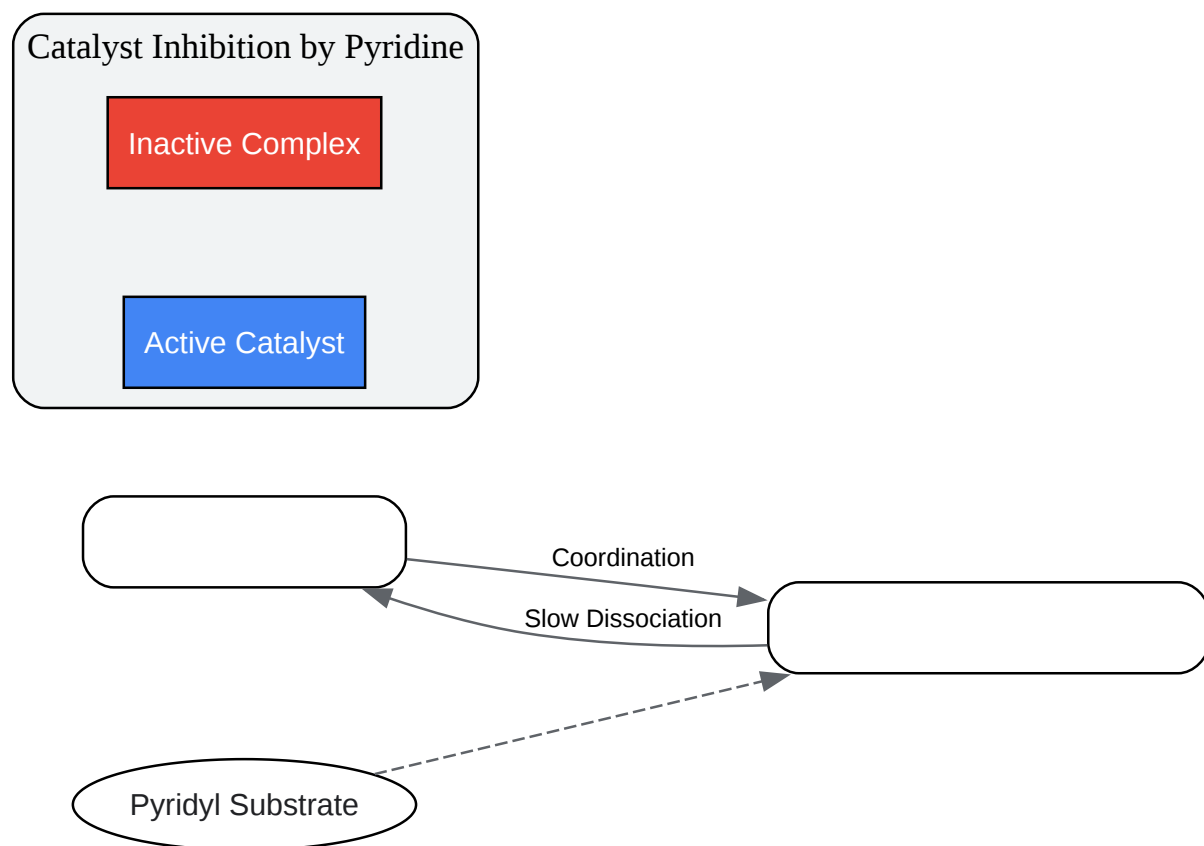 Catalyst Inhibition by Pyridine
Inactive Complex
Active Catalyst
Coordination
Slow Dissociation
Pyridyl Substrate